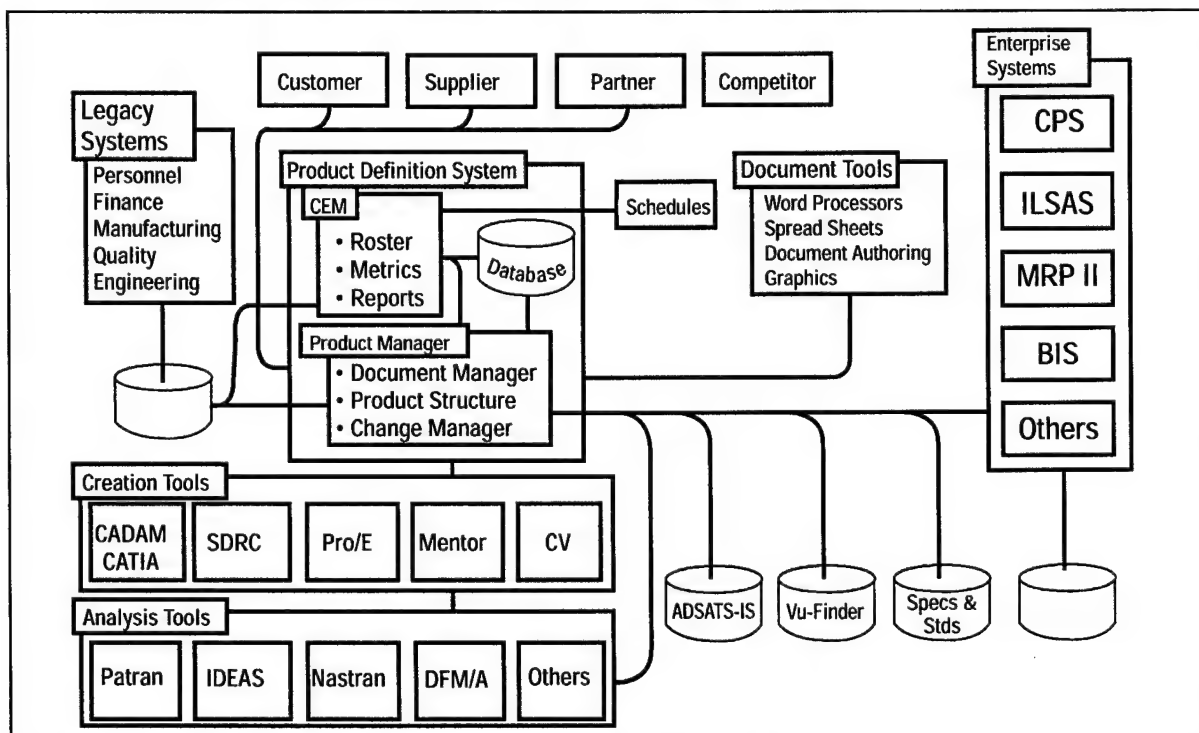 Customer
Supplier
Partner
Competitor
Enterprise
Systems
CPS
ILSAS
MRP II
BIS
Others
Legacy
Systems
Personnel
Finance
Manufacturing
Quality
Engineering
Product Definition System
CEM
• Roster
• Metrics
• Reports
Schedules
Database
Document Tools
Word Processors
Spread Sheets
Document Authoring
Graphics
Product Manager
• Document Manager
• Product Structure
• Change Manager
Creation Tools
CADAM
CATIA
SDRC
Pro/E
Mentor
CV
ADSATS-IS
Vu-Finder
Specs &
Stds
Analysis Tools
Patran
IDEAS
Nastran
DFM/A
Others